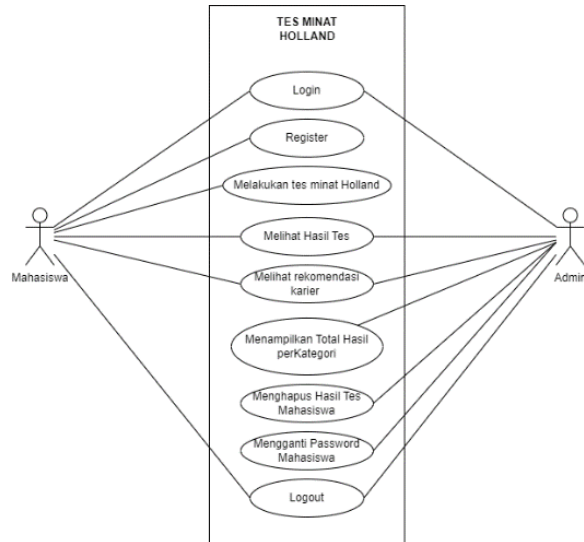 TES MINAT
HOLLAND
Login
Register
Melakukan tes minat Holland
Melihat Hasil Tes
Melihat rekomendasi
karier
Mahasiswa
Admin
Menampilkan Total Hasil
perKategori
Menghapus Hasil Tes
Mahasiswa
Mengganti Password
Mahasiswa
Logout